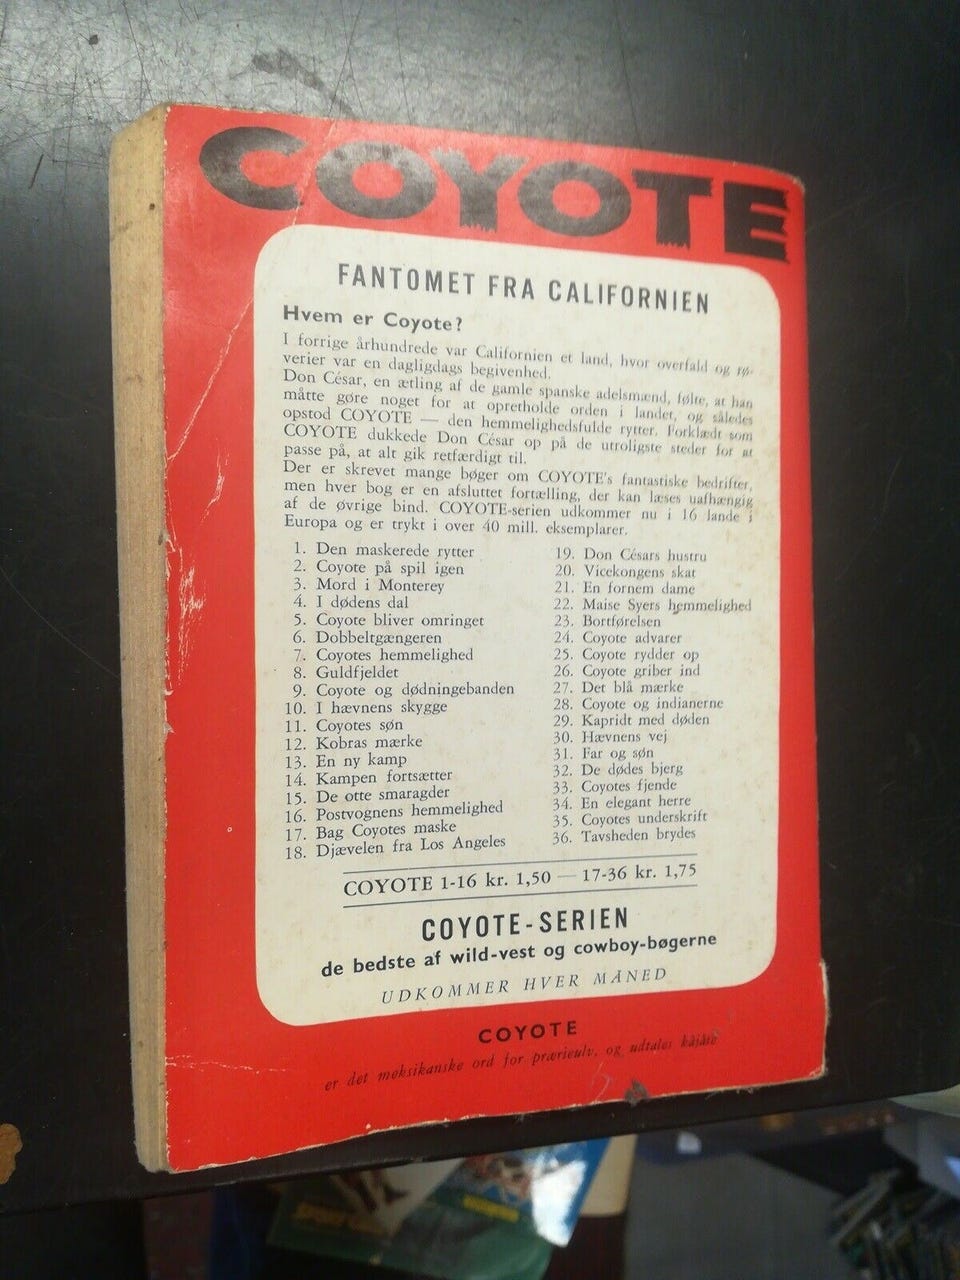 COYOTE
FANTOMET FRA CALIFORNIEN
Hvem er Coyote?
I forrige århundrede var Californien et land, hvor overfald og rø-
verier var en dagligdags begivenhed.
Don César, en ætling af de gamle spanske adelsmænd, følte, at han
måtte gøre noget for at opretholde orden i landet, og således
opstod COYOTE — den hemmelighedsfulde rytter. Forklædt som
COYOTE dukkede Don César op på de utroligste steder for at
passe på, at alt gik retfærdigt til.
Der er skrevet mange bøger om COYOTE's fantastiske bedrifter,
men hver bog er en afsluttet fortælling, der kan læses uafhængig
af de øvrige bind. COYOTE-serien udkommer nu i 16 lande i
Europa og er trykt i over 40 mill. eksemplarer.
1. Den maskerede rytter
2. Coyote på spil igen
3. Mord i Monterey
4. I dødens dal
5. Coyote bliver omringet
6. Dobbeltgængeren
7. Coyotes hemmelighed
8. Guldfjeldet
9. Coyote og dødningebanden
10. I hævnens skygge
11. Coyotes søn
12. Kobras mærke
13. En ny kamp
14. Kampen fortsætter
15. De otte smaragder
16. Postvognens hemmelighed
17. Bag Coyotes maske
18. Djævelen fra Los Angeles
19. Don Césars hustru
20. Vicekongens skat
21. En fornem dame
22. Maise Syers hemmelighed
23. Bortførelsen
24. Coyote advarer
25. Coyote rydder op
26. Coyote griber ind
27. Det blå mærke
28. Coyote og indianerne
29. Kapridt med døden
30. Hævnens vej
31. Far og søn
32. De dødes bjerg
33. Coyotes fjende
34. En elegant herre
35. Coyotes underskrift
36. Tavsheden brydes
COYOTE 1-16 kr. 1,50 — 17-36 kr. 1,75
COYOTE-SERIEN
de bedste af wild-vest og cowboy-bøgerne
UDKOMMER HVER MÅNED
COYOTE
er det meksikanske ord for prærieulv, og udtales kåjåte